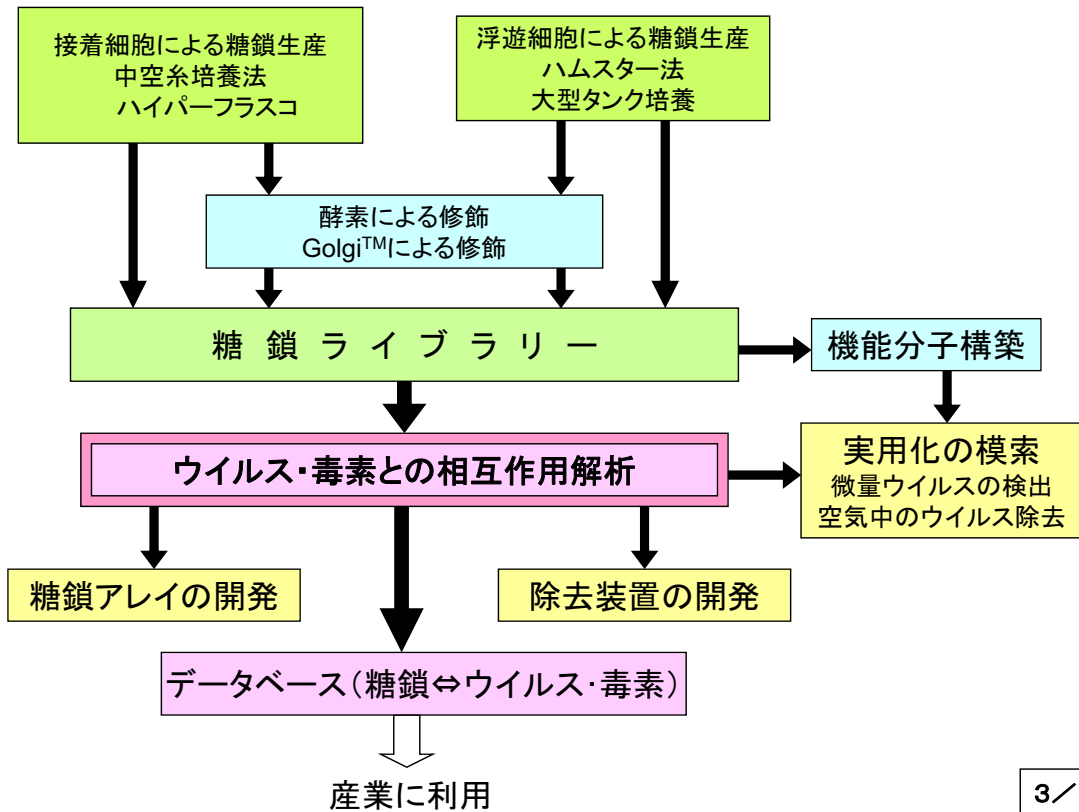 接着細胞による糖鎖生産
中空糸培養法
ハイパーフラスコ
浮遊細胞による糖鎖生産
ハムスター法
大型タンク培養
酵素による修飾
Golgi™による修飾
糖 鎖 ラ イ ブ ラ リ ー
機能分子構築
ウイルス・毒素との相互作用解析
実用化の模索
微量ウイルスの検出
空気中のウイルス除去
糖鎖アレイの開発
除去装置の開発
データベース(糖鎖⇔ウイルス・毒素)
産業に利用
3/